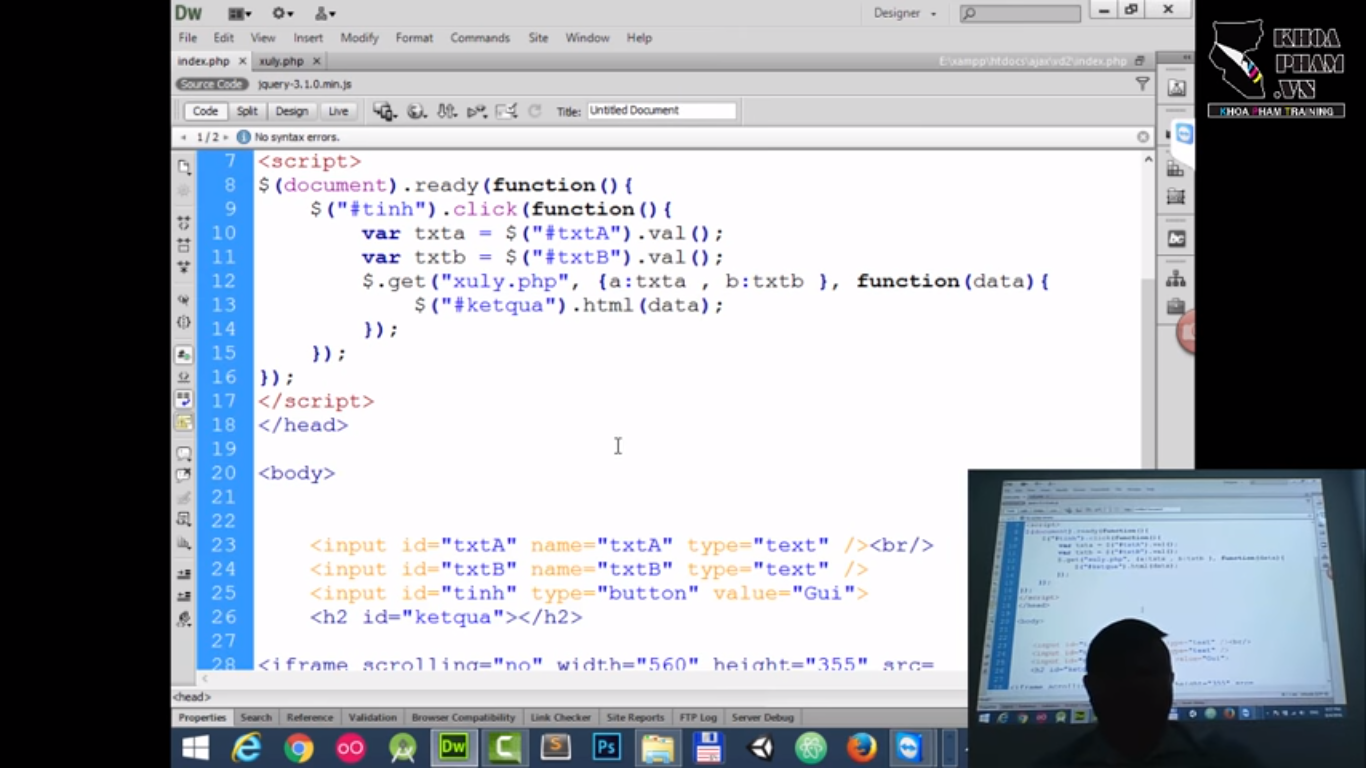 Dw
Designer
File Edit View Insert Modify Format Commands Site Window Help
index.php xuly.php E:\xampp\htdocs\ajax\vd2\index.php
Source Code jquery-3.1.0.min.js
Code Split Design Live Title: Untitled Document
1 / 2 No syntax errors.
7 <script>
8 $(document).ready(function(){
9 $("#tinh").click(function(){
10 var txta = $("#txtA").val();
11 var txtb = $("#txtB").val();
12 $.get("xuly.php", {a:txta , b:txtb }, function(data){
13 $("#ketqua").html(data);
14 });
15 });
16 });
17 </script>
18 </head>
19
20 <body>
21
22
23 <input id="txtA" name="txtA" type="text" /><br/>
24 <input id="txtB" name="txtB" type="text" />
25 <input id="tinh" type="button" value="Gui">
26 <h2 id="ketqua"></h2>
27
28 <iframe scrolling="no" width="560" height="355" src=
<head>
Properties Search Reference Validation Browser Compatibility Link Checker Site Reports FTP Log Server Debug
Dw C S Ps
KHOA
PHAM
.VN
KHOA PHAM TRAINING